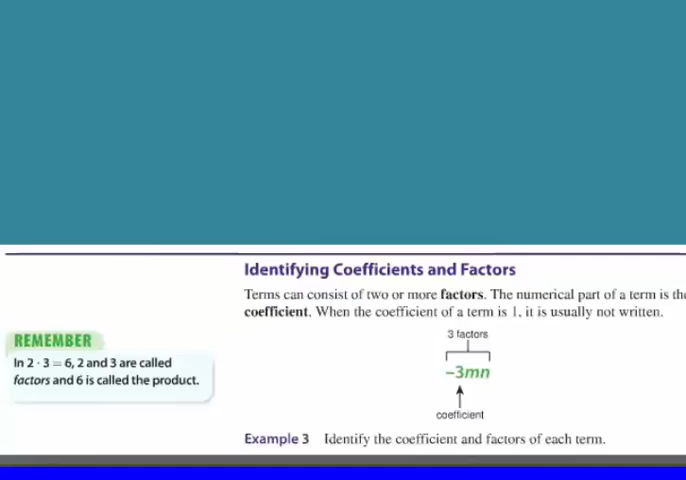 Identifying Coefficients and Factors
Terms can consist of two or more factors. The numerical part of a term is the
coefficient. When the coefficient of a term is 1, it is usually not written.
REMEMBER
In 2 · 3 = 6, 2 and 3 are called
factors and 6 is called the product.
3 factors
−3mn
coefficient
Example 3 Identify the coefficient and factors of each term.